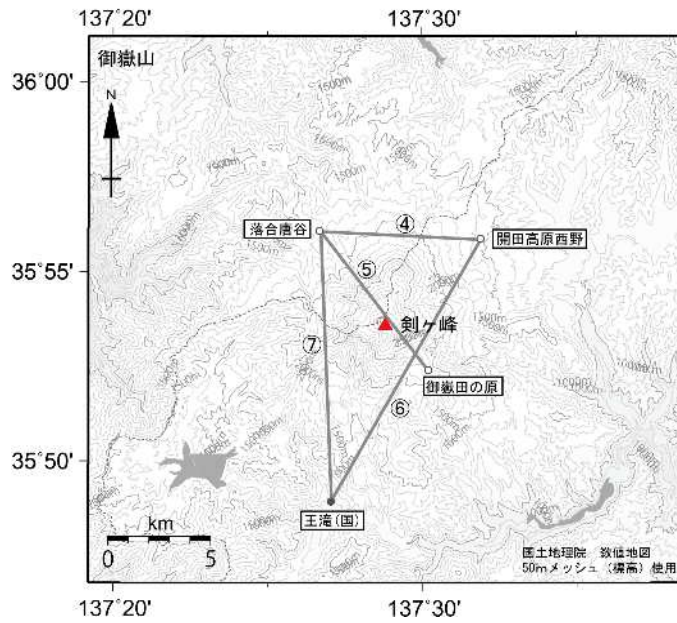 137°20' 137°30'
御嶽山
36°00'
N
落合唐谷
④
開田高原西野
⑤
35°55'
剣ヶ峰
⑦
御嶽田の原
⑥
35°50'
王滝(国)
km
0 5
国土地理院 数値地図
50mメッシュ(標高)使用
137°20' 137°30'